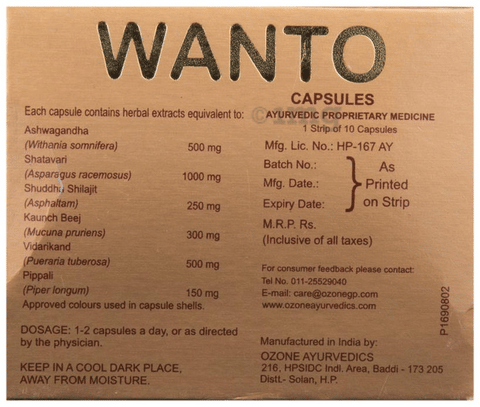 WANTO
CAPSULES
AYURVEDIC PROPRIETARY MEDICINE
1 Strip of 10 Capsules
Each capsule contains herbal extracts equivalent to:
Ashwagandha
(Withania somnifera) 500 mg
Shatavari
(Asparagus racemosus) 1000 mg
Shuddha Shilajit
(Asphaltam) 250 mg
Kaunch Beej
(Mucuna pruriens) 300 mg
Vidarikand
(Pueraria tuberosa) 500 mg
Pippali
(Piper longum) 150 mg
Approved colours used in capsule shells.
DOSAGE: 1-2 capsules a day, or as directed
by the physician.
KEEP IN A COOL DARK PLACE,
AWAY FROM MOISTURE.
Mfg. Lic. No.: HP-167 AY
Batch No.:
Mfg. Date.:
Expiry Date:
As
Printed
on Strip
M.R.P. Rs.
(Inclusive of all taxes)
For consumer feedback please contact:
Tel No. 011-25529040
E-mail: care@ozonegp.com
www.ozoneayurvedics.com
Manufactured in India by:
OZONE AYURVEDICS
216, HPSIDC Indl. Area, Baddi - 173 205
Distt.- Solan, H.P.
P1690802